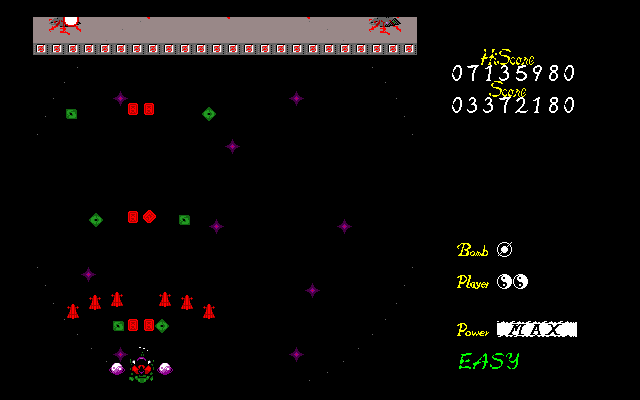 HiScore
07135980
Score
03372180
Bomb
Player
Power MAX
EASY